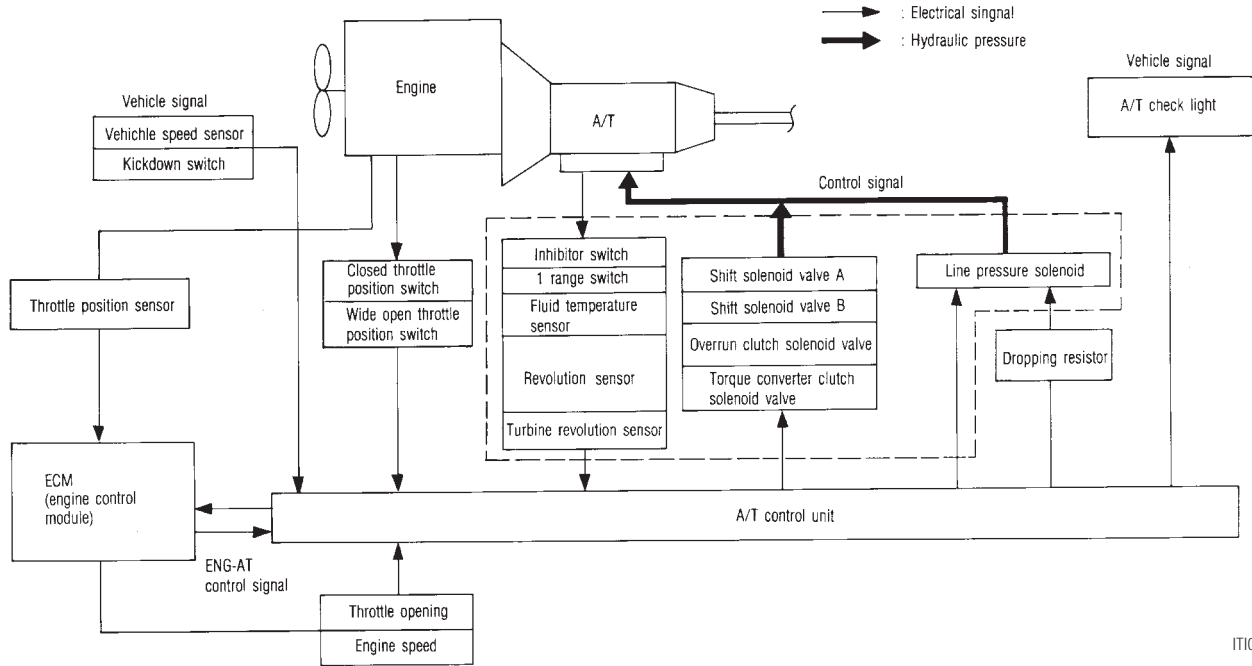 : Electrical singnal
: Hydraulic pressure
Vehicle signal
A/T check light
Engine
A/T
Vehicle signal
Vehichle speed sensor
Kickdown switch
Control signal
Throttle position sensor
Closed throttle
position switch
Wide open throttle
position switch
Inhibitor switch
1 range switch
Fluid temperature
sensor
Revolution sensor
Turbine revolution sensor
Shift solenoid valve A
Shift solenoid valve B
Overrun clutch solenoid valve
Torque converter clutch
solenoid valve
Line pressure solenoid
Dropping resistor
ECM
(engine control
module)
A/T control unit
ENG-AT
control signal
Throttle opening
Engine speed